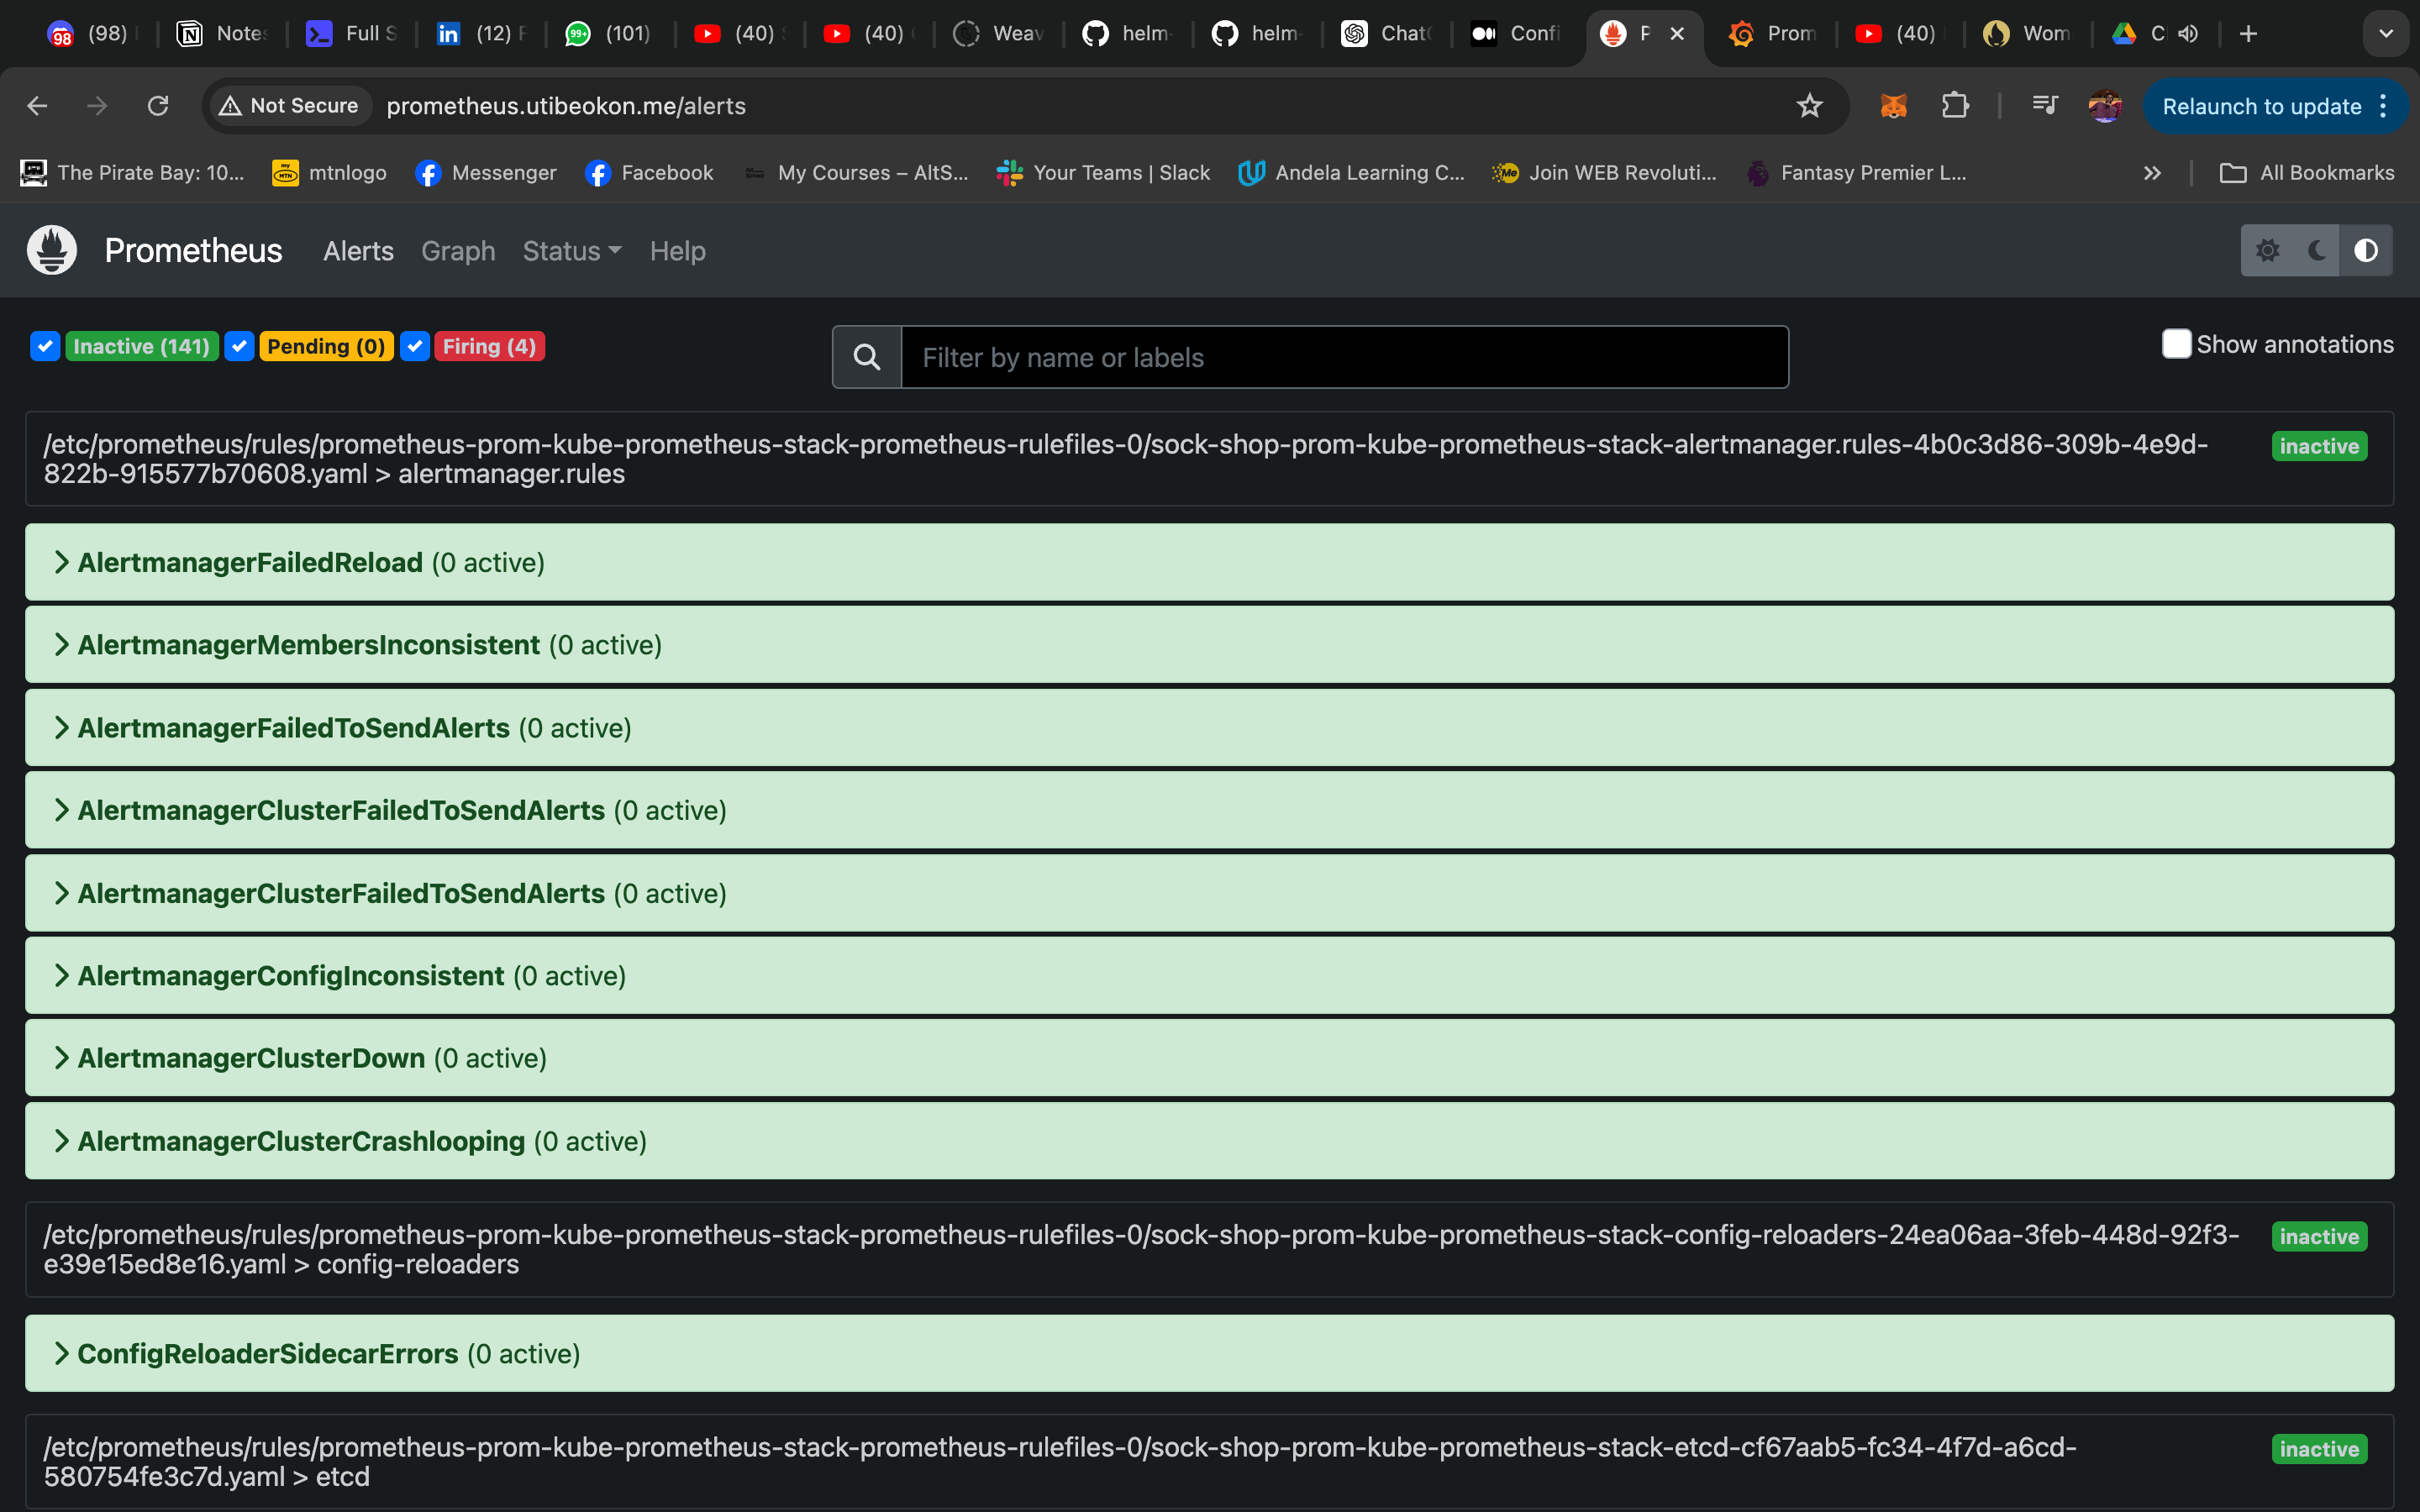 98 (98) Notes Full S in (12) F 99+ (101) (40) (40) Weav helm- helm- Chat Confi P Prom (40) Wom C
Not Secure prometheus.utibeokon.me/alerts Relaunch to update
The Pirate Bay: 10... my MTN mtnlogo Messenger Facebook My Courses – AltS... Your Teams | Slack Andela Learning C... Me Join WEB Revoluti... Fantasy Premier L... All Bookmarks
Prometheus Alerts Graph Status Help
Inactive (141) Pending (0) Firing (4) Filter by name or labels Show annotations
/etc/prometheus/rules/prometheus-prom-kube-prometheus-stack-prometheus-rulefiles-0/sock-shop-prom-kube-prometheus-stack-alertmanager.rules-4b0c3d86-309b-4e9d- inactive
822b-915577b70608.yaml > alertmanager.rules
AlertmanagerFailedReload (0 active)
AlertmanagerMembersInconsistent (0 active)
AlertmanagerFailedToSendAlerts (0 active)
AlertmanagerClusterFailedToSendAlerts (0 active)
AlertmanagerClusterFailedToSendAlerts (0 active)
AlertmanagerConfigInconsistent (0 active)
AlertmanagerClusterDown (0 active)
AlertmanagerClusterCrashlooping (0 active)
/etc/prometheus/rules/prometheus-prom-kube-prometheus-stack-prometheus-rulefiles-0/sock-shop-prom-kube-prometheus-stack-config-reloaders-24ea06aa-3feb-448d-92f3- inactive
e39e15ed8e16.yaml > config-reloaders
ConfigReloaderSidecarErrors (0 active)
/etc/prometheus/rules/prometheus-prom-kube-prometheus-stack-prometheus-rulefiles-0/sock-shop-prom-kube-prometheus-stack-etcd-cf67aab5-fc34-4f7d-a6cd- inactive
580754fe3c7d.yaml > etcd